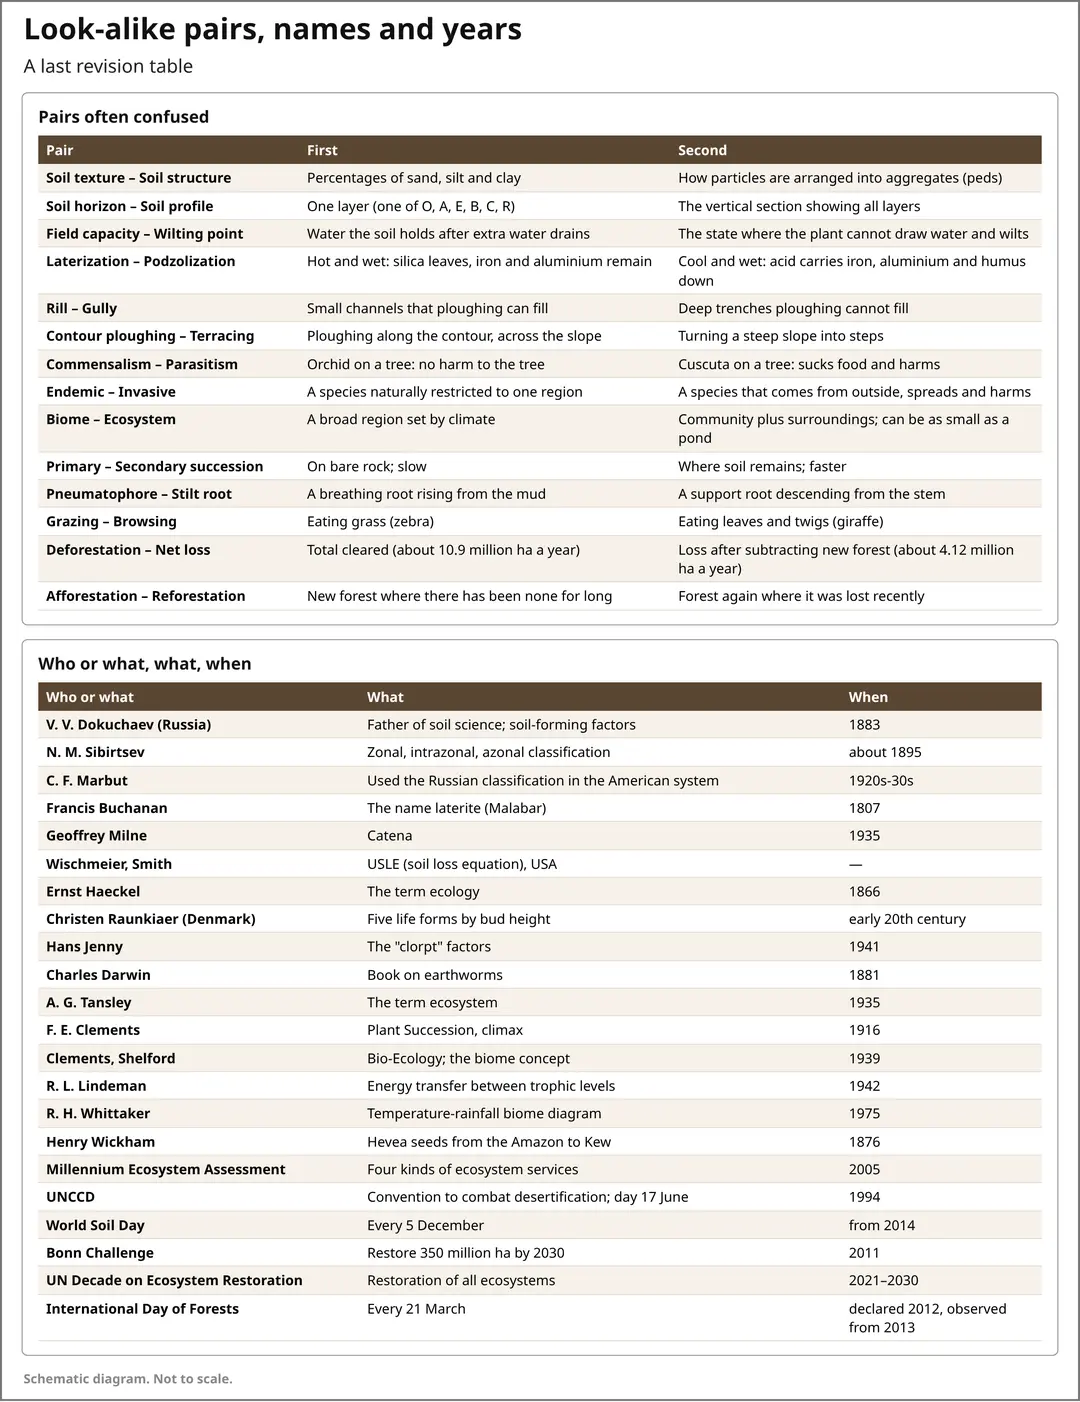 Look-alike pairs, names and years
A last revision table
Pairs often confused
Pair First Second
Soil texture – Soil structure Percentages of sand, silt and clay How particles are arranged into aggregates (peds)
Soil horizon – Soil profile One layer (one of O, A, E, B, C, R) The vertical section showing all layers
Field capacity – Wilting point Water the soil holds after extra water drains The state where the plant cannot draw water and wilts
Laterization – Podzolization Hot and wet: silica leaves, iron and aluminium remain Cool and wet: acid carries iron, aluminium and humus
down
Rill – Gully Small channels that ploughing can fill Deep trenches ploughing cannot fill
Contour ploughing – Terracing Ploughing along the contour, across the slope Turning a steep slope into steps
Commensalism – Parasitism Orchid on a tree: no harm to the tree Cuscuta on a tree: sucks food and harms
Endemic – Invasive A species naturally restricted to one region A species that comes from outside, spreads and harms
Biome – Ecosystem A broad region set by climate Community plus surroundings; can be as small as a
pond
Primary – Secondary succession On bare rock; slow Where soil remains; faster
Pneumatophore – Stilt root A breathing root rising from the mud A support root descending from the stem
Grazing – Browsing Eating grass (zebra) Eating leaves and twigs (giraffe)
Deforestation – Net loss Total cleared (about 10.9 million ha a year) Loss after subtracting new forest (about 4.12 million
ha a year)
Afforestation – Reforestation New forest where there has been none for long Forest again where it was lost recently
Who or what, what, when
Who or what What When
V. V. Dokuchaev (Russia) Father of soil science; soil-forming factors 1883
N. M. Sibirtsev Zonal, intrazonal, azonal classification about 1895
C. F. Marbut Used the Russian classification in the American system 1920s-30s
Francis Buchanan The name laterite (Malabar) 1807
Geoffrey Milne Catena 1935
Wischmeier, Smith USLE (soil loss equation), USA —
Ernst Haeckel The term ecology 1866
Christen Raunkiaer (Denmark) Five life forms by bud height early 20th century
Hans Jenny The "clorpt" factors 1941
Charles Darwin Book on earthworms 1881
A. G. Tansley The term ecosystem 1935
F. E. Clements Plant Succession, climax 1916
Clements, Shelford Bio-Ecology; the biome concept 1939
R. L. Lindeman Energy transfer between trophic levels 1942
R. H. Whittaker Temperature-rainfall biome diagram 1975
Henry Wickham Hevea seeds from the Amazon to Kew 1876
Millennium Ecosystem Assessment Four kinds of ecosystem services 2005
UNCCD Convention to combat desertification; day 17 June 1994
World Soil Day Every 5 December from 2014
Bonn Challenge Restore 350 million ha by 2030 2011
UN Decade on Ecosystem Restoration Restoration of all ecosystems 2021–2030
International Day of Forests Every 21 March declared 2012, observed
from 2013
Schematic diagram. Not to scale.